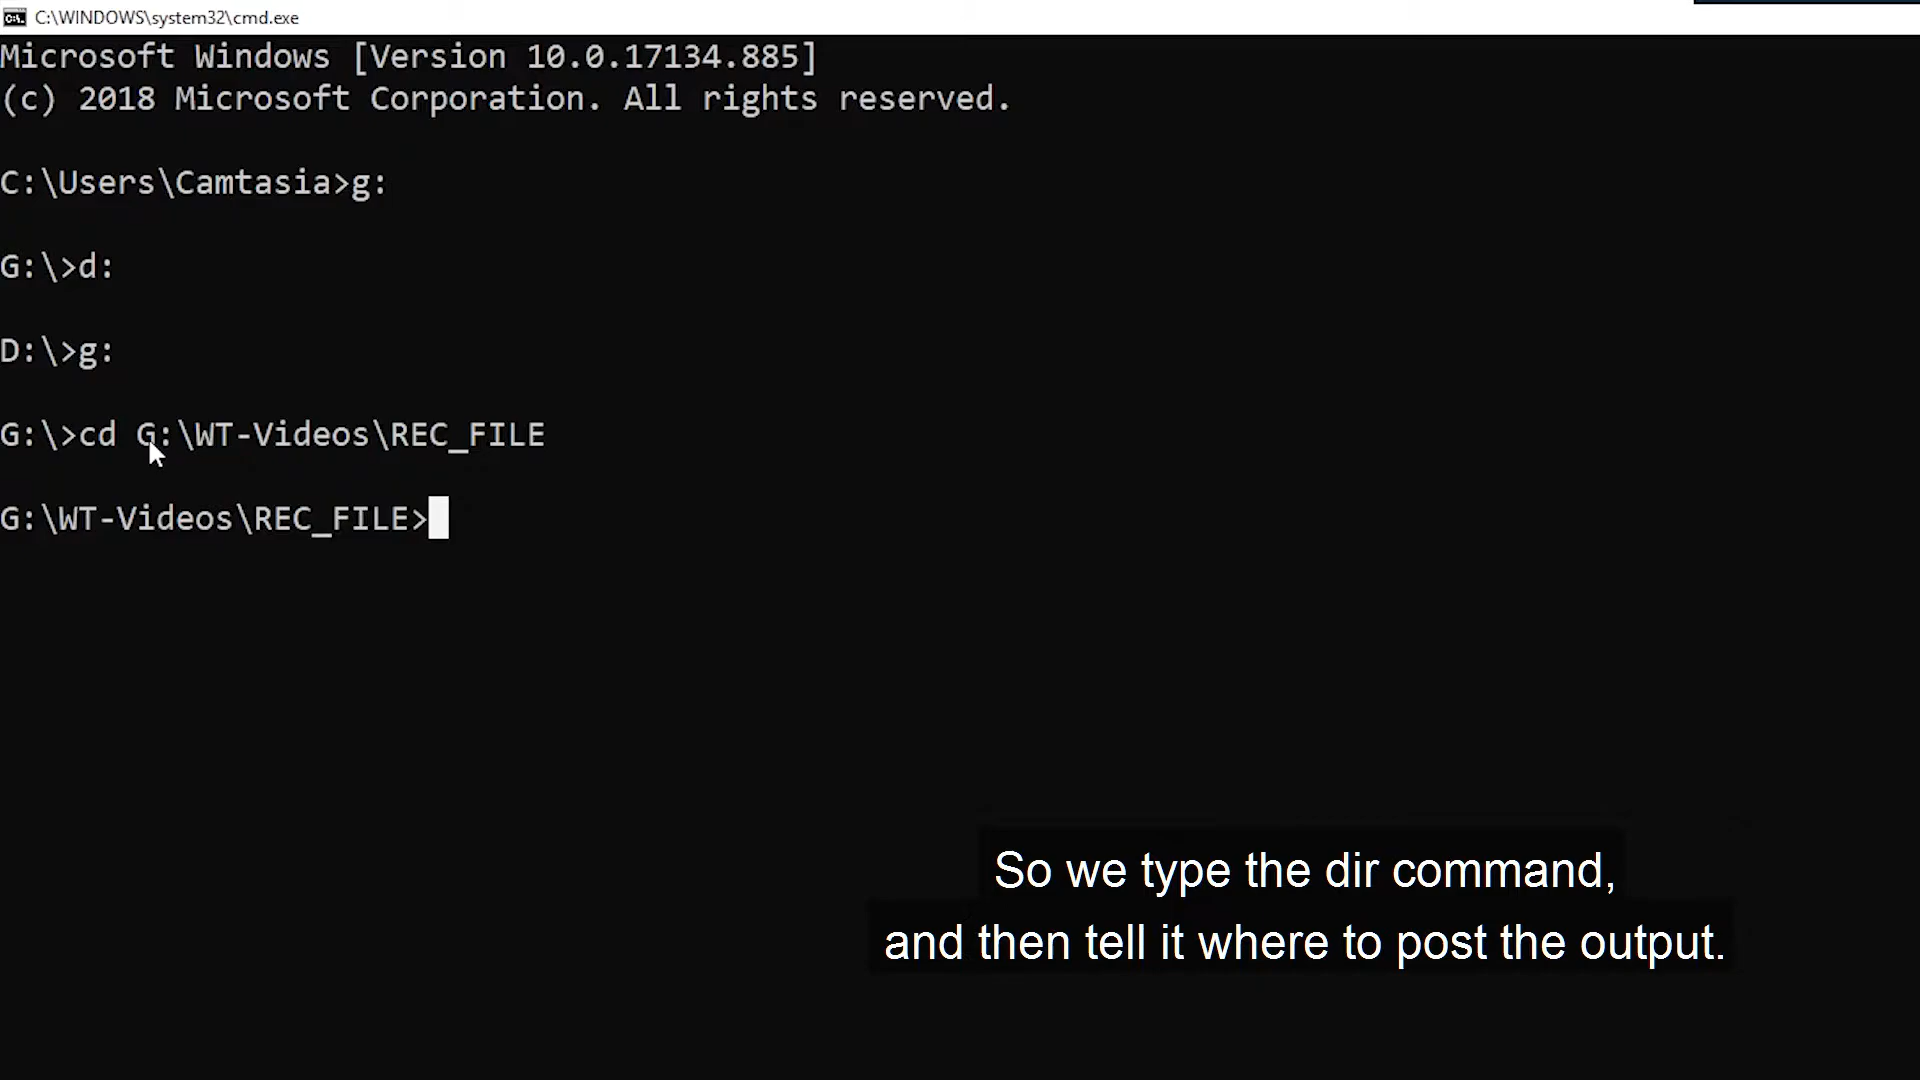 C:\WINDOWS\system32\cmd.exe
Microsoft Windows [Version 10.0.17134.885]
(c) 2018 Microsoft Corporation. All rights reserved.
C:\Users\Camtasia>g:
G:\>d:
D:\>g:
G:\>cd G:\WT-Videos\REC_FILE
G:\WT-Videos\REC_FILE>
So we type the dir command,
and then tell it where to post the output.